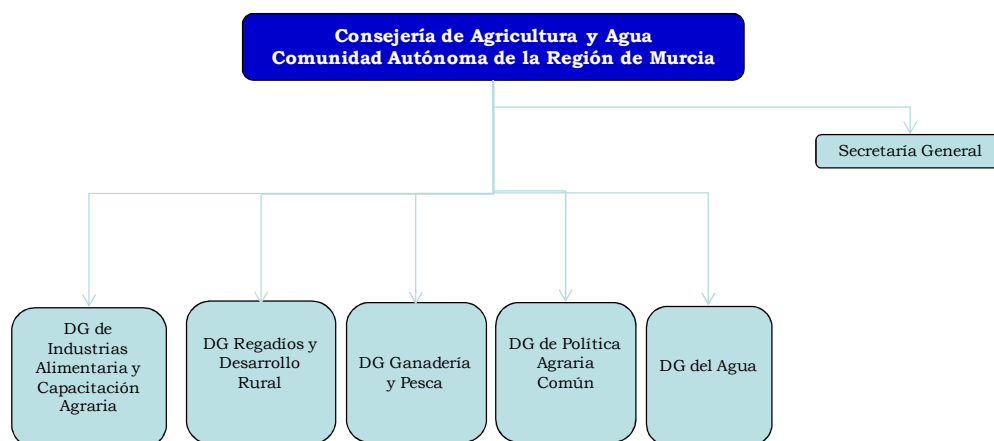 Consejería de Agricultura y Agua
Comunidad Autónoma de la Región de Murcia
Secretaría General
DG de
Industrias
Alimentaria y
Capacitación
Agraria
DG Regadíos y
Desarrollo
Rural
DG Ganadería
y Pesca
DG de Política
Agraria
Común
DG del Agua